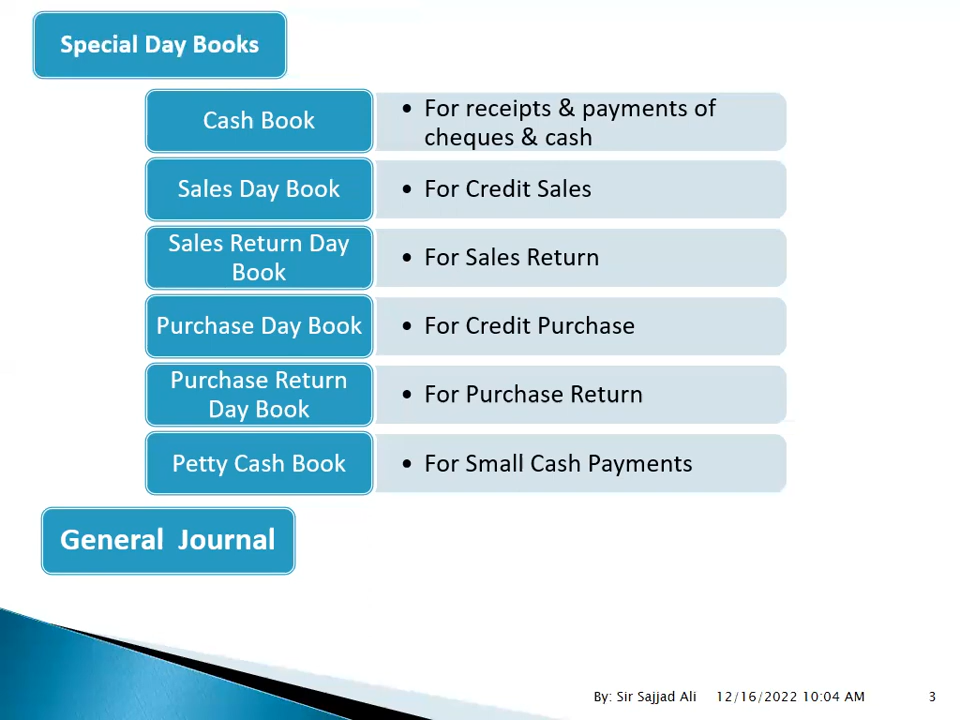 Special Day Books
Cash Book
• For receipts & payments of
cheques & cash
Sales Day Book
• For Credit Sales
Sales Return Day
Book
• For Sales Return
Purchase Day Book
• For Credit Purchase
Purchase Return
Day Book
• For Purchase Return
Petty Cash Book
• For Small Cash Payments
General Journal
By: Sir Sajjad Ali 12/16/2022 10:04 AM 3